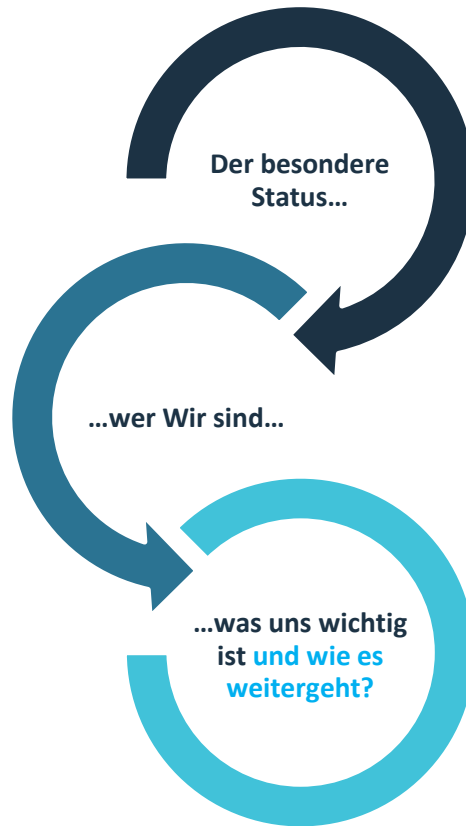 Der besondere
Status…
…wer Wir sind…
…was uns wichtig
ist und wie es
weitergeht?